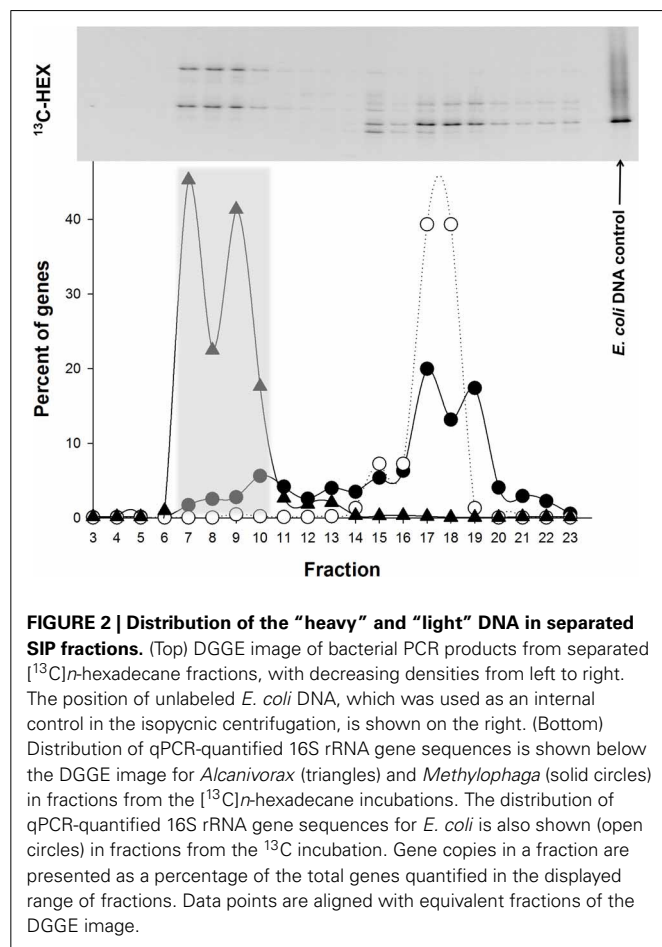 ¹³C-HEX
E. coli DNA control
Percent of genes
40
30
20
10
0
3 4 5 6 7 8 9 10 11 12 13 14 15 16 17 18 19 20 21 22 23
Fraction
FIGURE 2 | Distribution of the “heavy” and “light” DNA in separated
SIP fractions. (Top) DGGE image of bacterial PCR products from separated
[¹³C]n-hexadecane fractions, with decreasing densities from left to right.
The position of unlabeled E. coli DNA, which was used as an internal
control in the isopycnic centrifugation, is shown on the right. (Bottom)
Distribution of qPCR-quantified 16S rRNA gene sequences is shown below
the DGGE image for Alcanivorax (triangles) and Methylophaga (solid circles)
in fractions from the [¹³C]n-hexadecane incubations. The distribution of
qPCR-quantified 16S rRNA gene sequences for E. coli is also shown (open
circles) in fractions from the ¹³C incubation. Gene copies in a fraction are
presented as a percentage of the total genes quantified in the displayed
range of fractions. Data points are aligned with equivalent fractions of the
DGGE image.